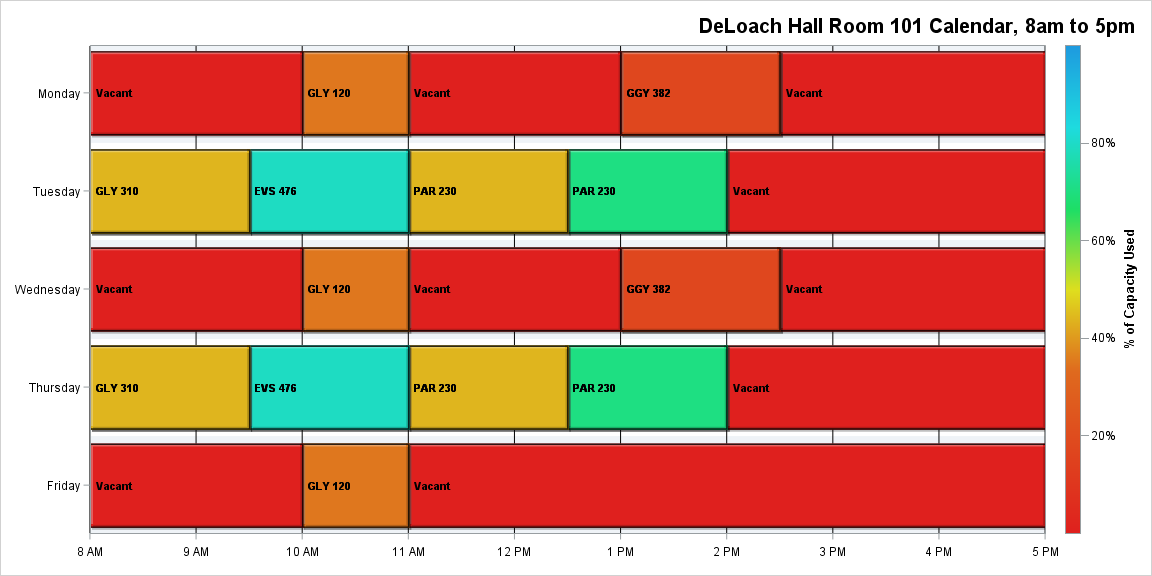 DeLoach Hall Room 101 Calendar, 8am to 5pm
Monday
Vacant
GLY 120
Vacant
GGY 382
Vacant
Tuesday
GLY 310
EVS 476
PAR 230
PAR 230
Vacant
Wednesday
Vacant
GLY 120
Vacant
GGY 382
Vacant
Thursday
GLY 310
EVS 476
PAR 230
PAR 230
Vacant
Friday
Vacant
GLY 120
Vacant
8 AM
9 AM
10 AM
11 AM
12 PM
1 PM
2 PM
3 PM
4 PM
5 PM
80%
60%
40%
20%
% of Capacity Used